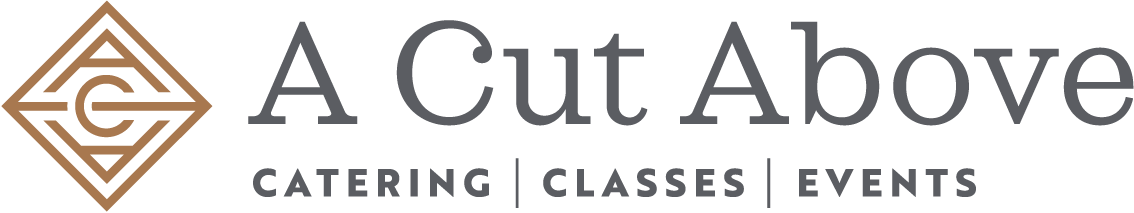 A Cut Above
CATERING | CLASSES | EVENTS